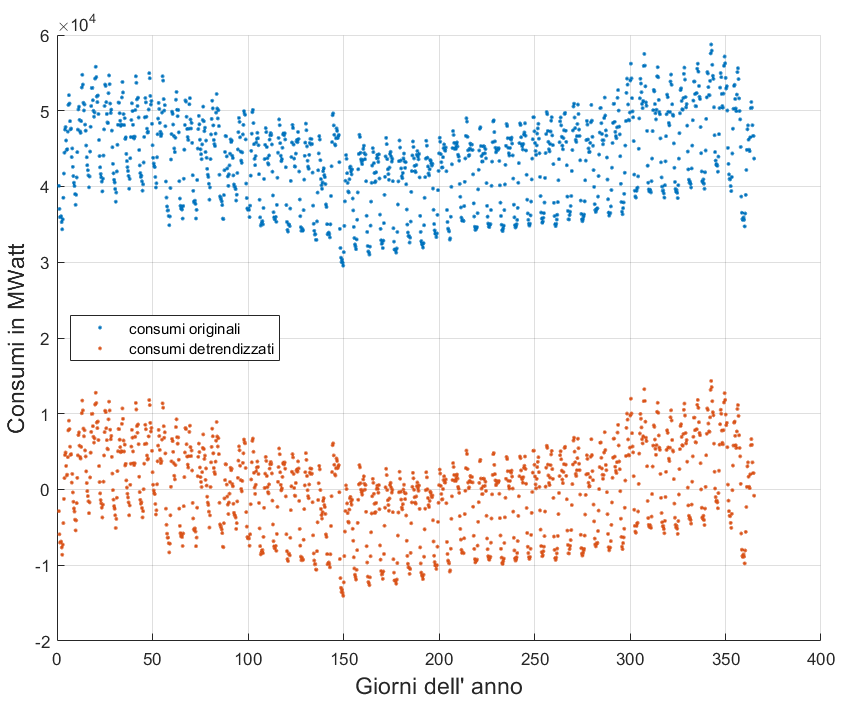 ×10⁴
6
5
4
3
2
1
0
-1
-2
0 50 100 150 200 250 300 350 400
Consumi in MWatt
Giorni dell' anno
consumi originali
consumi detrendizzati